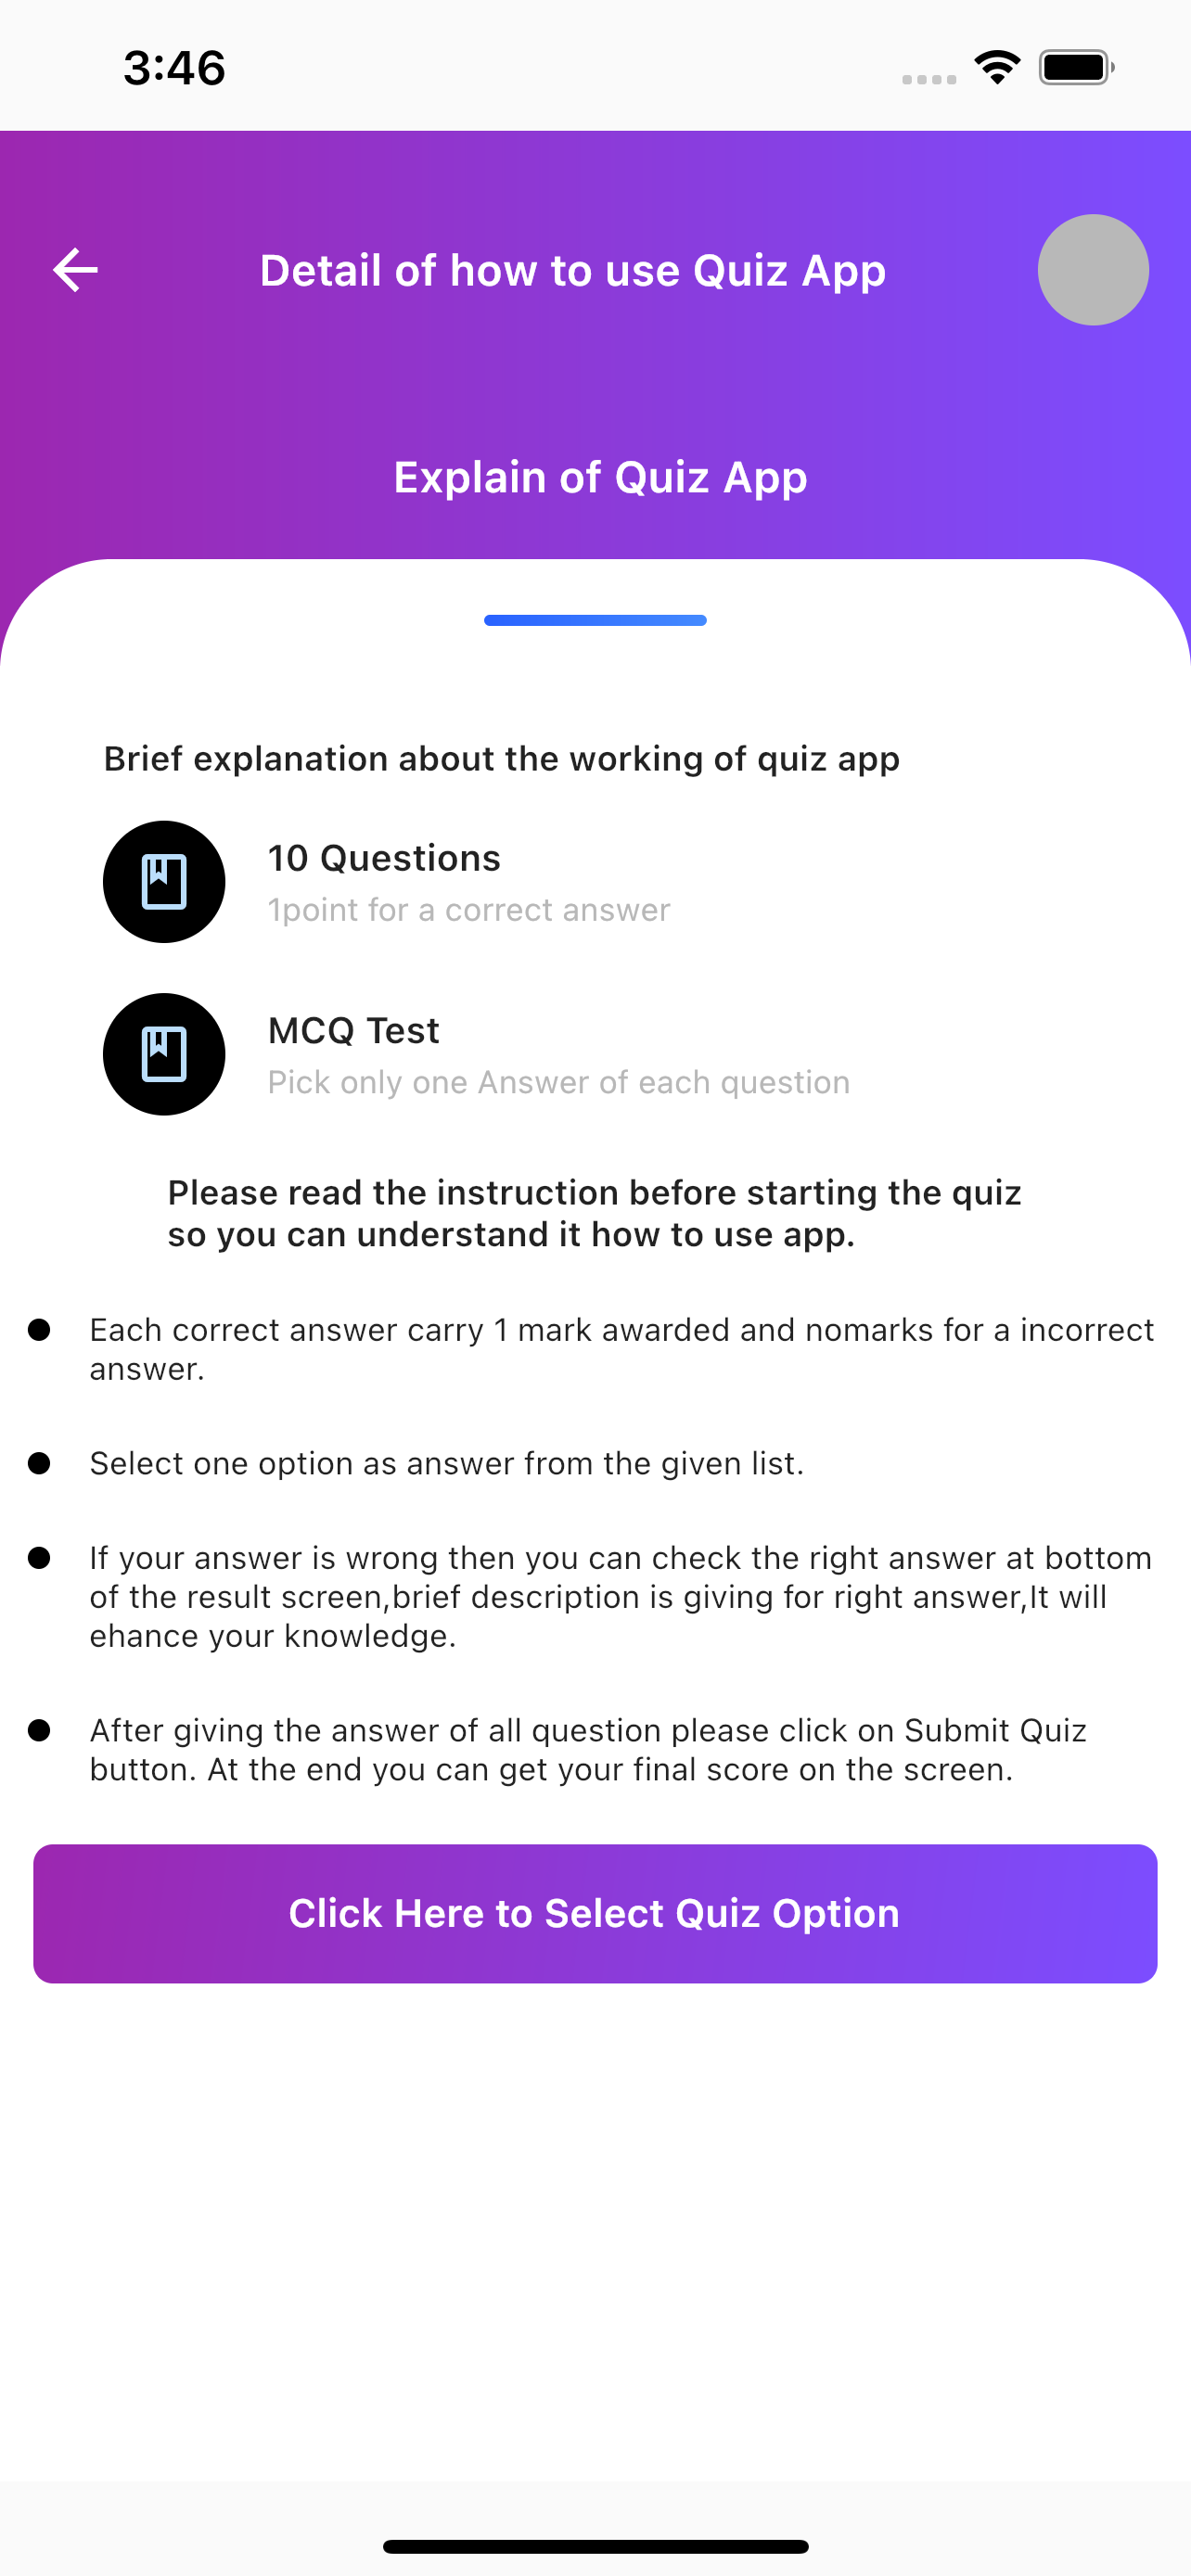 3:46
Detail of how to use Quiz App
Explain of Quiz App
Brief explanation about the working of quiz app
10 Questions
1point for a correct answer
MCQ Test
Pick only one Answer of each question
Please read the instruction before starting the quiz
so you can understand it how to use app.
Each correct answer carry 1 mark awarded and nomarks for a incorrect
answer.
Select one option as answer from the given list.
If your answer is wrong then you can check the right answer at bottom
of the result screen,brief description is giving for right answer,It will
ehance your knowledge.
After giving the answer of all question please click on Submit Quiz
button. At the end you can get your final score on the screen.
Click Here to Select Quiz Option